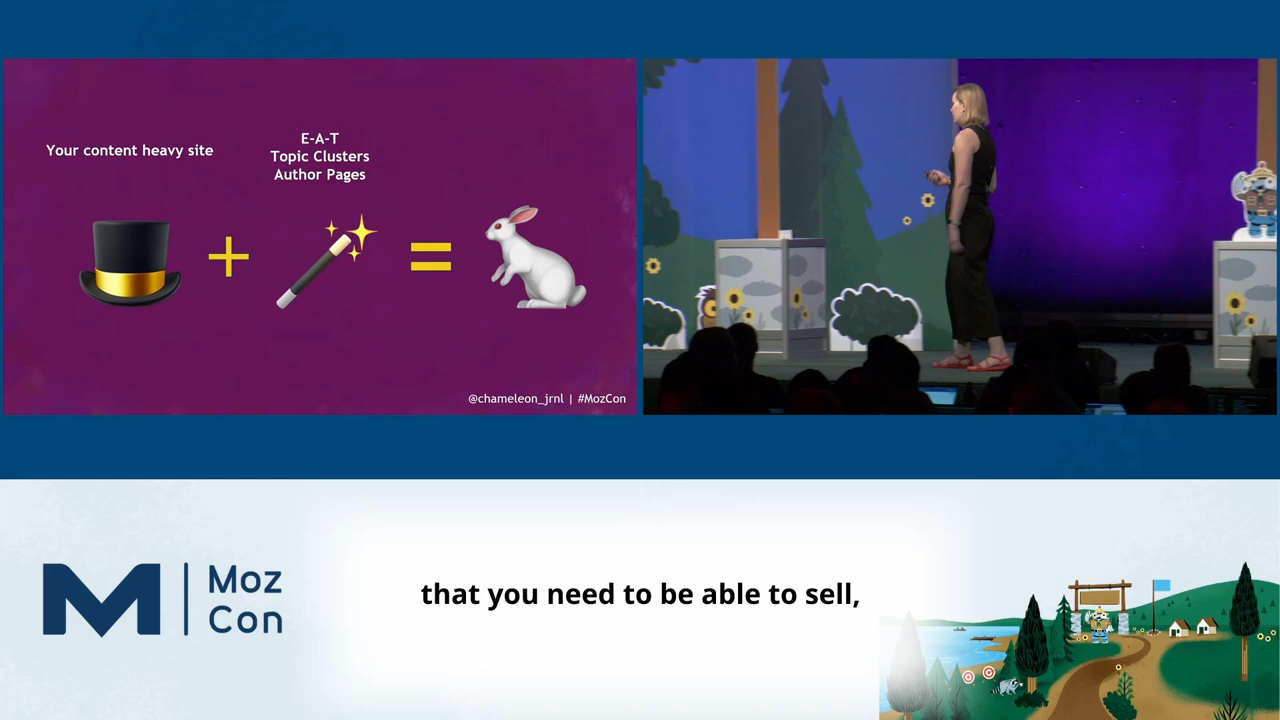 Your content heavy site
E-A-T
Topic Clusters
Author Pages
@chameleon_jrnl | #MozCon
Moz
Con
that you need to be able to sell,